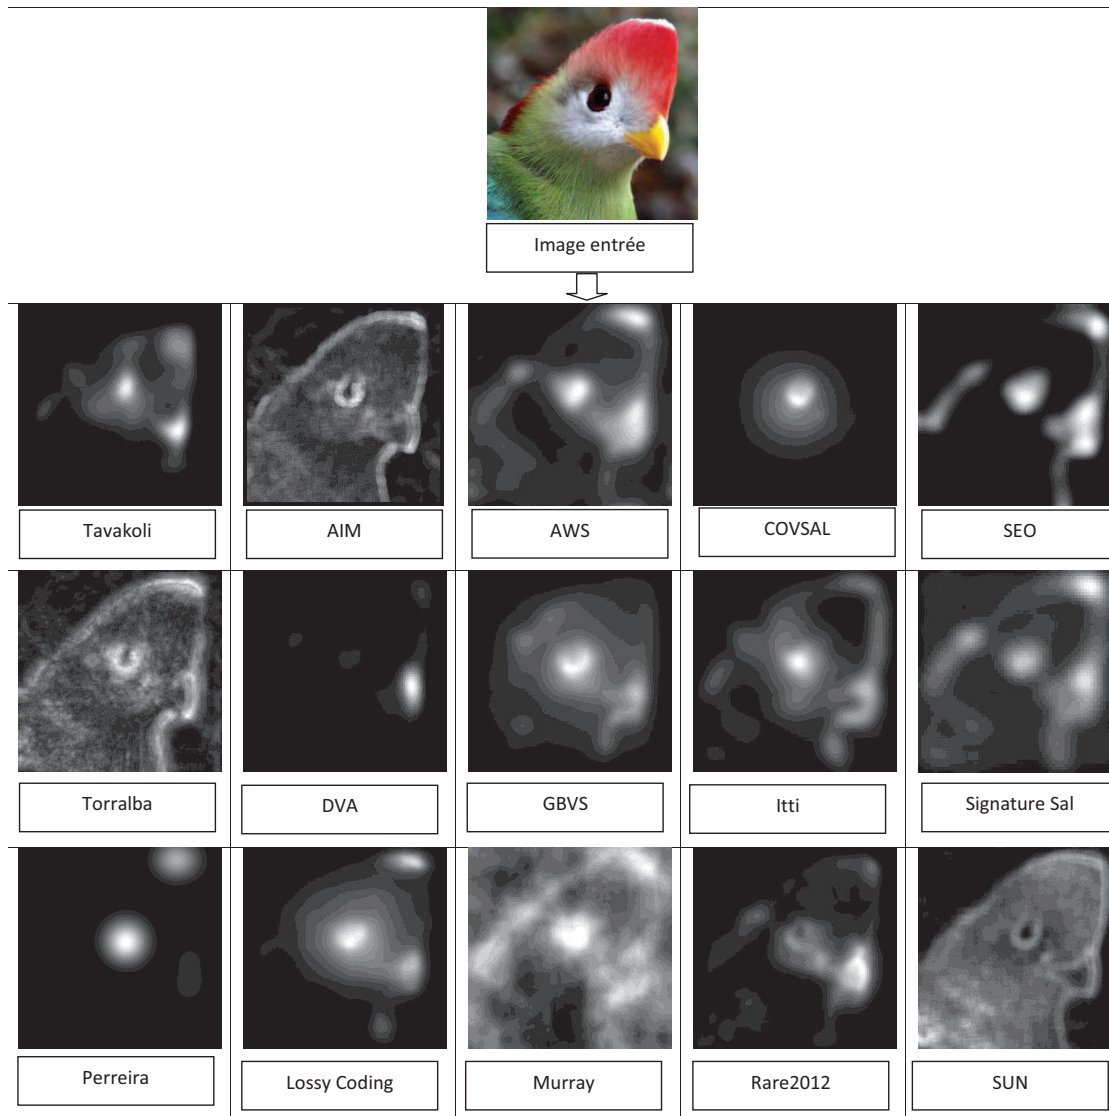 Image entrée
Tavakoli
AIM
AWS
COVSAL
SEO
Torralba
DVA
GBVS
Itti
Signature Sal
Perreira
Lossy Coding
Murray
Rare2012
SUN